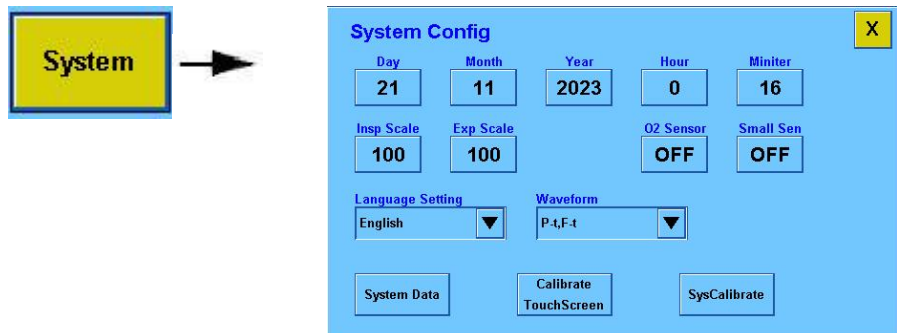 System
System Config
X
Day Month Year Hour Miniter
21 11 2023 0 16
Insp Scale Exp Scale O2 Sensor Small Sen
100 100 OFF OFF
Language Setting Waveform
English P-t,F-t
System Data Calibrate TouchScreen SysCalibrate